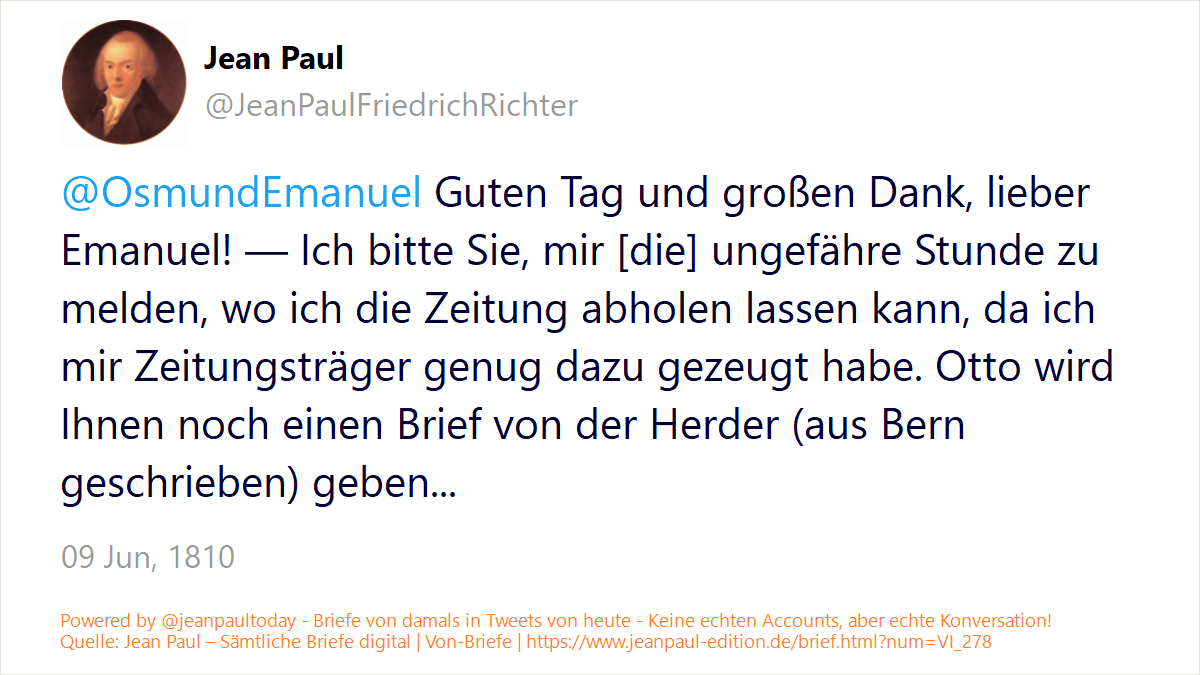 Jean Paul
@JeanPaulFriedrichRichter
@OsmundEmanuel Guten Tag und großen Dank, lieber
Emanuel! — Ich bitte Sie, mir [die] ungefähre Stunde zu
melden, wo ich die Zeitung abholen lassen kann, da ich
mir Zeitungsträger genug dazu gezeugt habe. Otto wird
Ihnen noch einen Brief von der Herder (aus Bern
geschrieben) geben...
09 Jun, 1810
Powered by @jeanpaultoday - Briefe von damals in Tweets von heute - Keine echten Accounts, aber echte Konversation!
Quelle: Jean Paul – Sämtliche Briefe digital | Von-Briefe | https://www.jeanpaul-edition.de/brief.html?num=VI_278